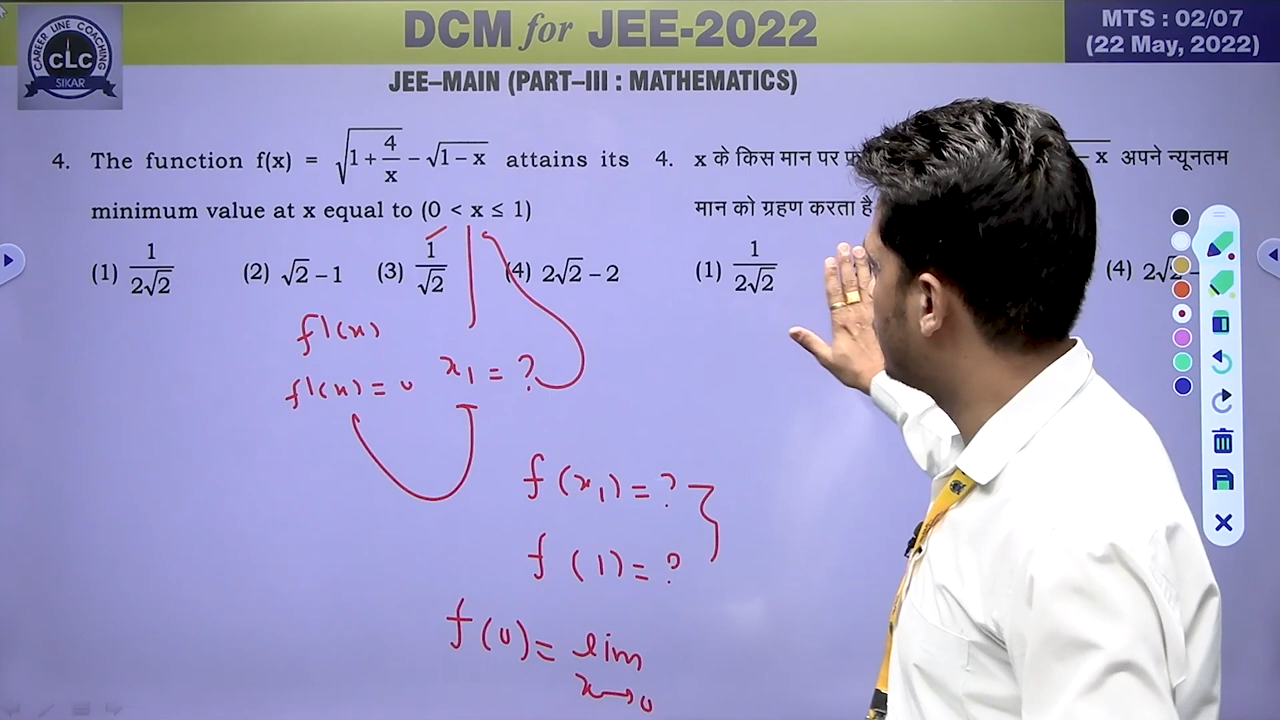 DCM for JEE-2022
MTS : 02/07
(22 May, 2022)
CAREER LINE COACHING
CLC
SIKAR
JEE–MAIN (PART–III : MATHEMATICS)
4. The function f(x) = √(1+4/x) − √(1−x) attains its
minimum value at x equal to (0 < x ≤ 1)
(1) 1/2√2 (2) √2 − 1 (3) 1/√2 (4) 2√2 − 2
4. x के किस मान पर − x अपने न्यूनतम
मान को ग्रहण करता है
(1) 1/2√2 (4) 2√2 −
f'(x)
f'(x) = 0 x₁ = ?
f(x₁) = ?
f(1) = ?
f(0) = lim
x→0